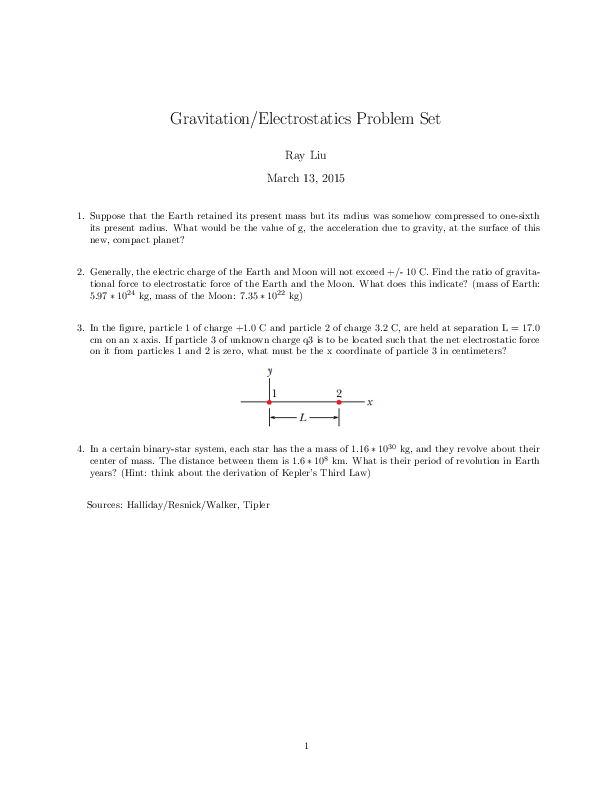 Gravitation/Electrostatics Problem Set
Ray Liu
March 13, 2015
1. Suppose that the Earth retained its present mass but its radius was somehow compressed to one-sixth
its present radius. What would be the value of g, the acceleration due to gravity, at the surface of this
new, compact planet?
2. Generally, the electric charge of the Earth and Moon will not exceed +/- 10 C. Find the ratio of gravita-
tional force to electrostatic force of the Earth and the Moon. What does this indicate? (mass of Earth:
5.97 ∗ 10²⁴ kg, mass of the Moon: 7.35 ∗ 10²² kg)
3. In the figure, particle 1 of charge +1.0 C and particle 2 of charge 3.2 C, are held at separation L = 17.0
cm on an x axis. If particle 3 of unknown charge q3 is to be located such that the net electrostatic force
on it from particles 1 and 2 is zero, what must be the x coordinate of particle 3 in centimeters?
y
1 2
x
L
4. In a certain binary-star system, each star has the a mass of 1.16 ∗ 10³⁰ kg, and they revolve about their
center of mass. The distance between them is 1.6 ∗ 10⁸ km. What is their period of revolution in Earth
years? (Hint: think about the derivation of Kepler's Third Law)
Sources: Halliday/Resnick/Walker, Tipler
1